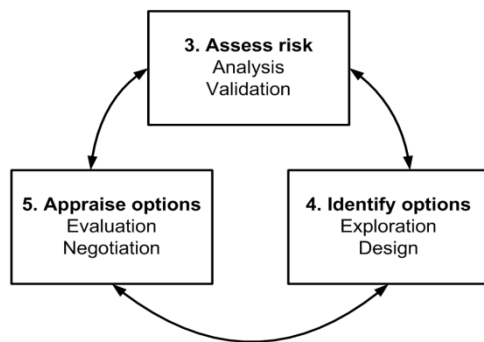 3. Assess risk
Analysis
Validation
5. Appraise options
Evaluation
Negotiation
4. Identify options
Exploration
Design